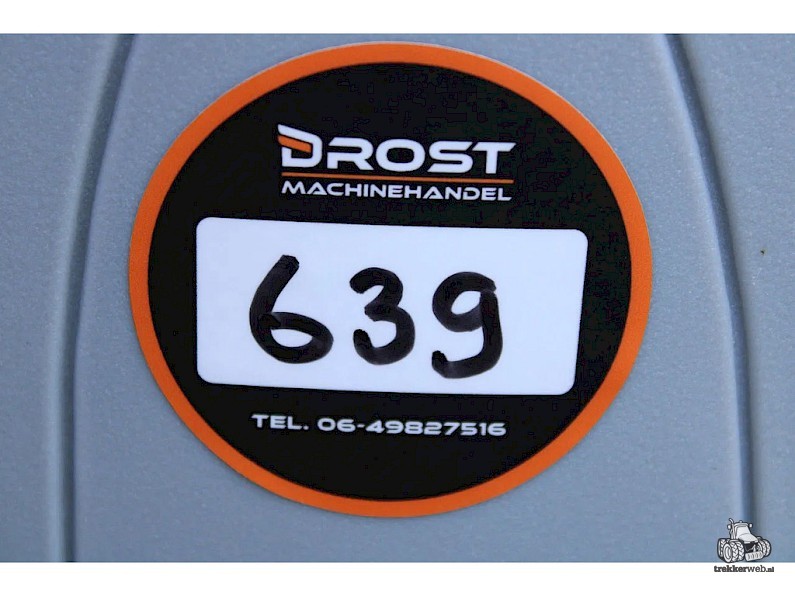 DROST
MACHINEHANDEL
639
TEL. 06-49827516
trekkerweb.nl